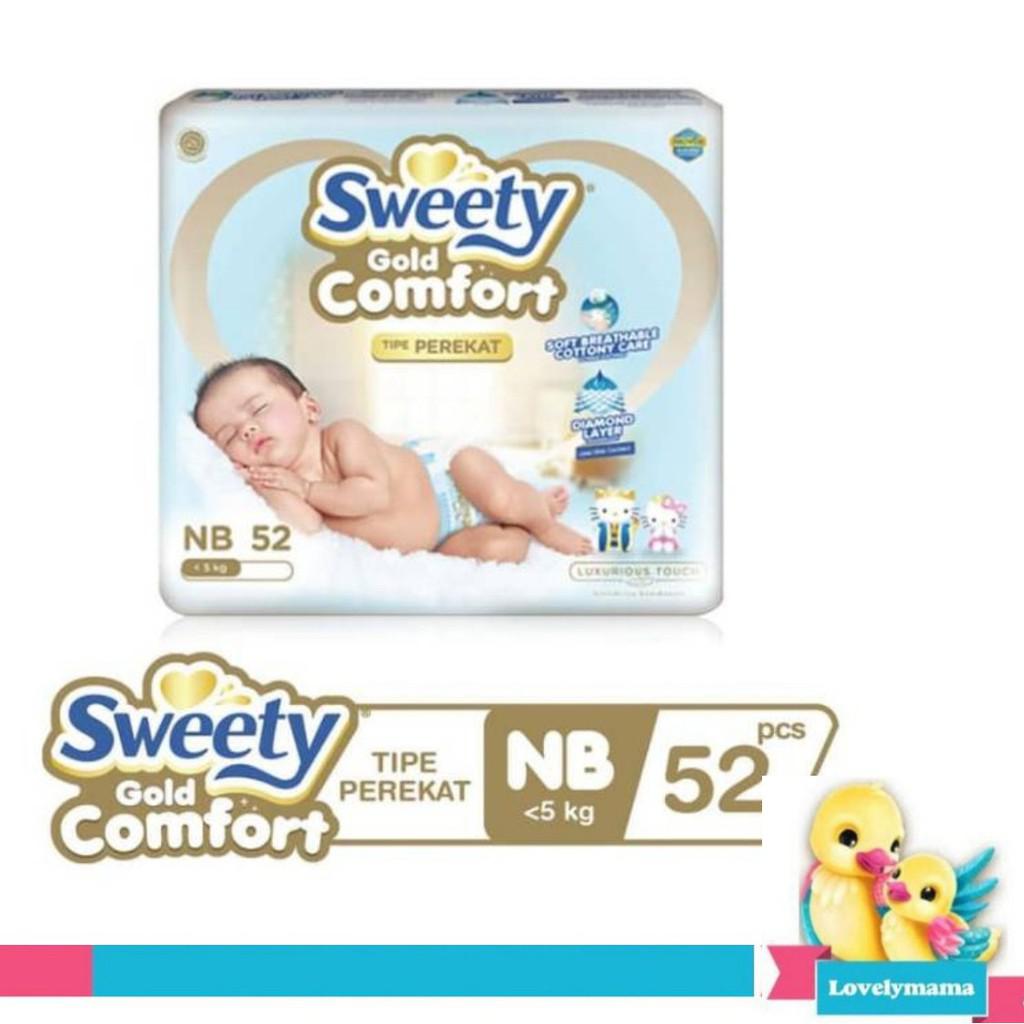 Sweety
Gold
Comfort
TIPE PEREKAT
SOFT BREATHABLE
COTTONY CARE
DIAMOND
LAYER
NB 52
< 5 kg
LUXURIOUS TOUCH
Sweety
Gold
Comfort
TIPE
PEREKAT
NB
<5 kg
52
pcs
Lovelymama